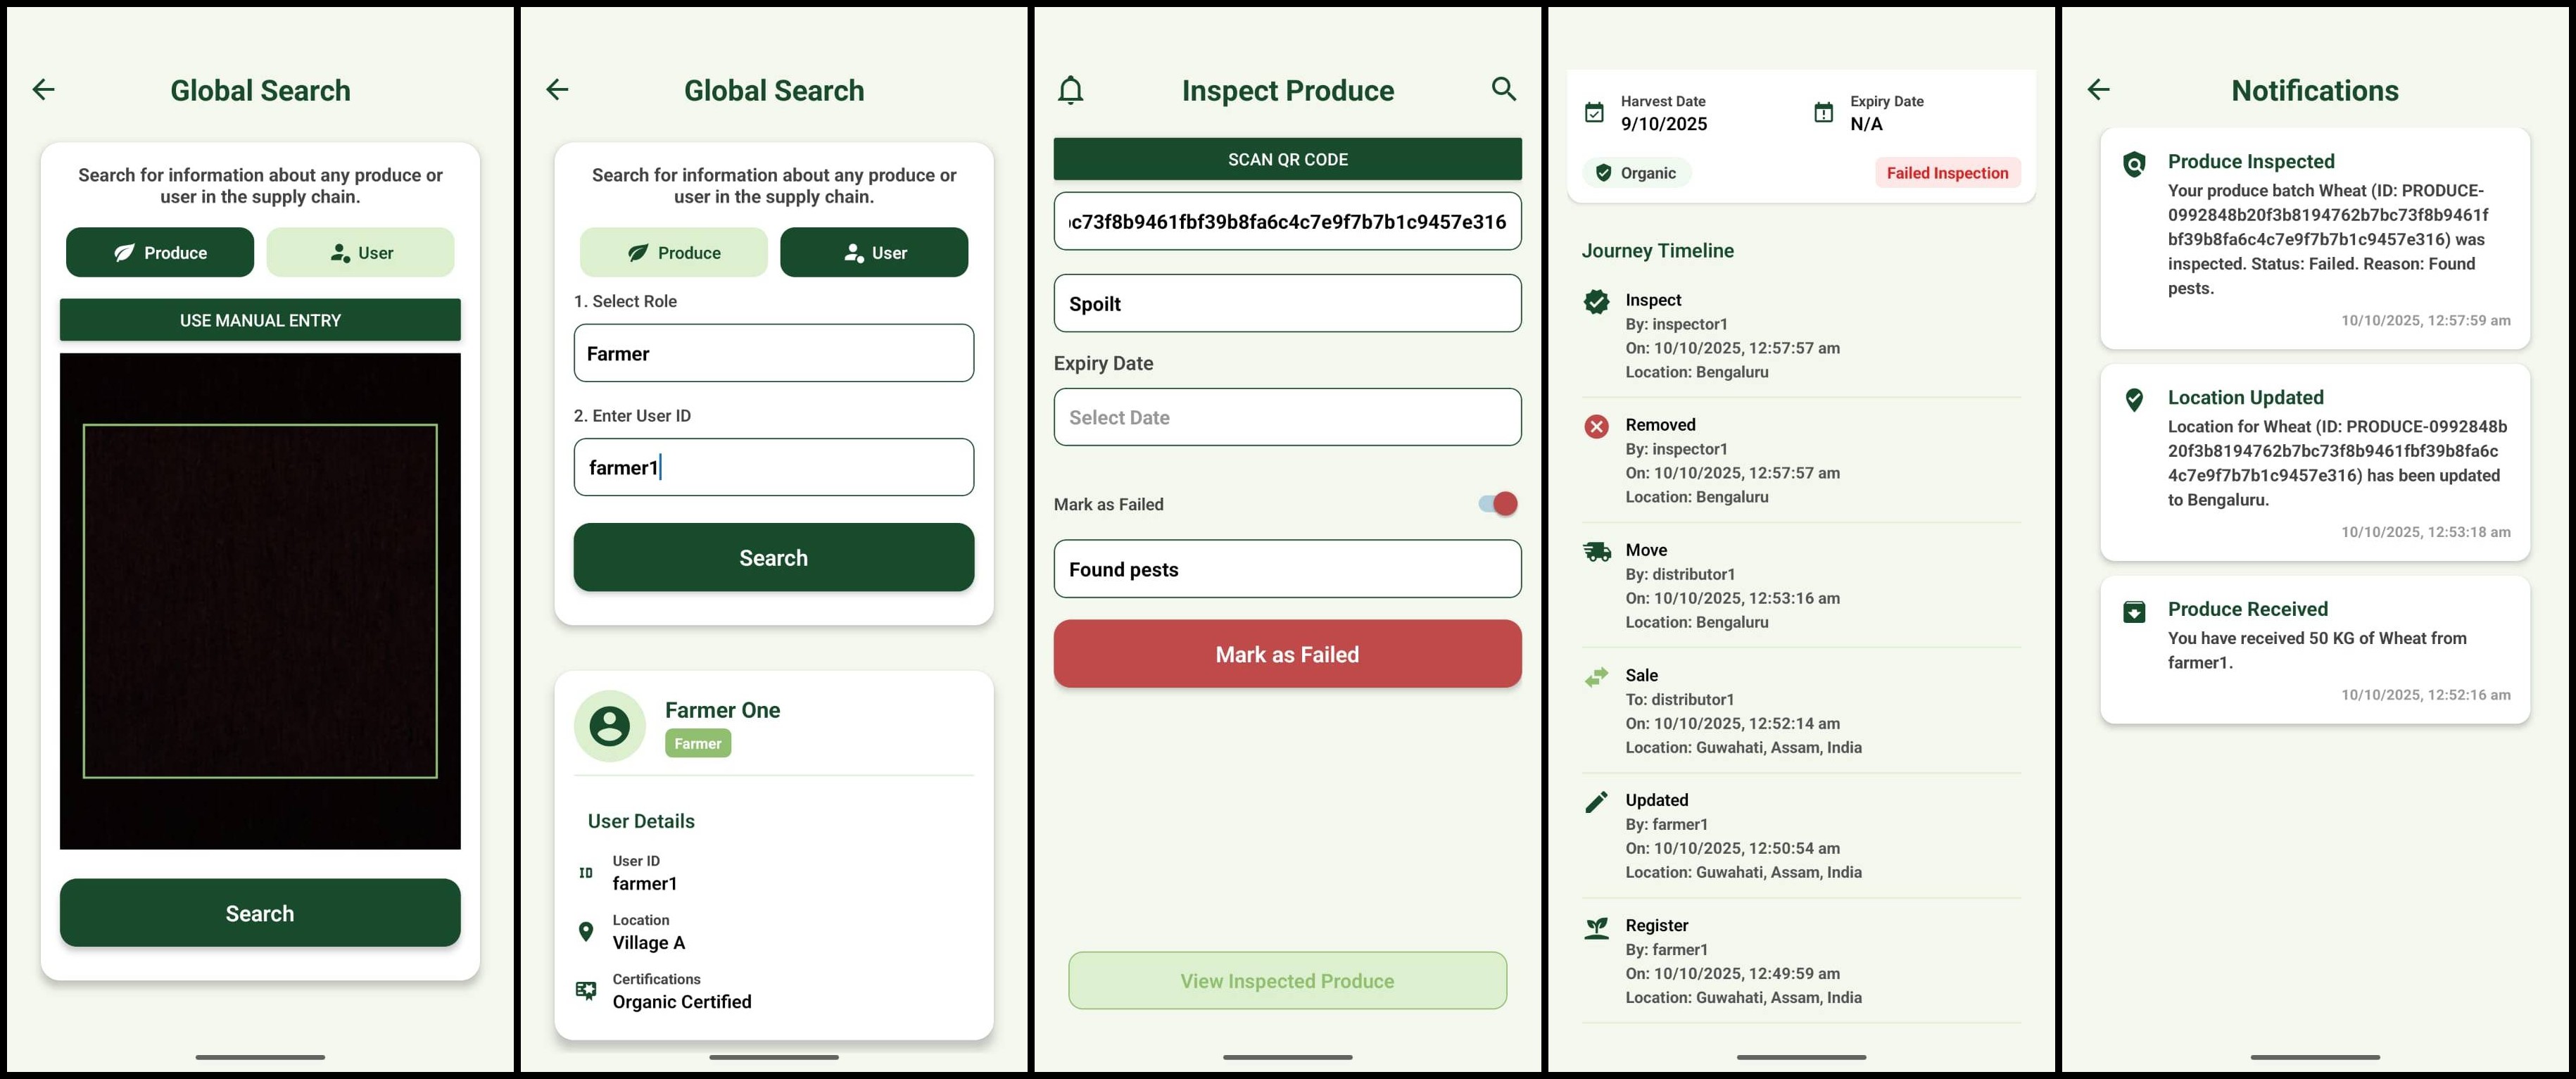 Global Search
Search for information about any produce or
user in the supply chain.
Produce
User
USE MANUAL ENTRY
Search
Global Search
Search for information about any produce or
user in the supply chain.
Produce
User
1. Select Role
Farmer
2. Enter User ID
farmer1
Search
Farmer One
Farmer
User Details
ID
User ID
farmer1
Location
Village A
Certifications
Organic Certified
Inspect Produce
SCAN QR CODE
c73f8b9461fbf39b8fa6c4c7e9f7b7b1c9457e316
Spoilt
Expiry Date
Select Date
Mark as Failed
Found pests
Mark as Failed
View Inspected Produce
Harvest Date
9/10/2025
Expiry Date
N/A
Organic
Failed Inspection
Journey Timeline
Inspect
By: inspector1
On: 10/10/2025, 12:57:57 am
Location: Bengaluru
Removed
By: inspector1
On: 10/10/2025, 12:57:57 am
Location: Bengaluru
Move
By: distributor1
On: 10/10/2025, 12:53:16 am
Location: Bengaluru
Sale
To: distributor1
On: 10/10/2025, 12:52:14 am
Location: Guwahati, Assam, India
Updated
By: farmer1
On: 10/10/2025, 12:50:54 am
Location: Guwahati, Assam, India
Register
By: farmer1
On: 10/10/2025, 12:49:59 am
Location: Guwahati, Assam, India
Notifications
Produce Inspected
Your produce batch Wheat (ID: PRODUCE-
0992848b20f3b8194762b7bc73f8b9461f
bf39b8fa6c4c7e9f7b7b1c9457e316) was
inspected. Status: Failed. Reason: Found
pests.
10/10/2025, 12:57:59 am
Location Updated
Location for Wheat (ID: PRODUCE-0992848b
20f3b8194762b7bc73f8b9461fbf39b8fa6c
4c7e9f7b7b1c9457e316) has been updated
to Bengaluru.
10/10/2025, 12:53:18 am
Produce Received
You have received 50 KG of Wheat from
farmer1.
10/10/2025, 12:52:16 am